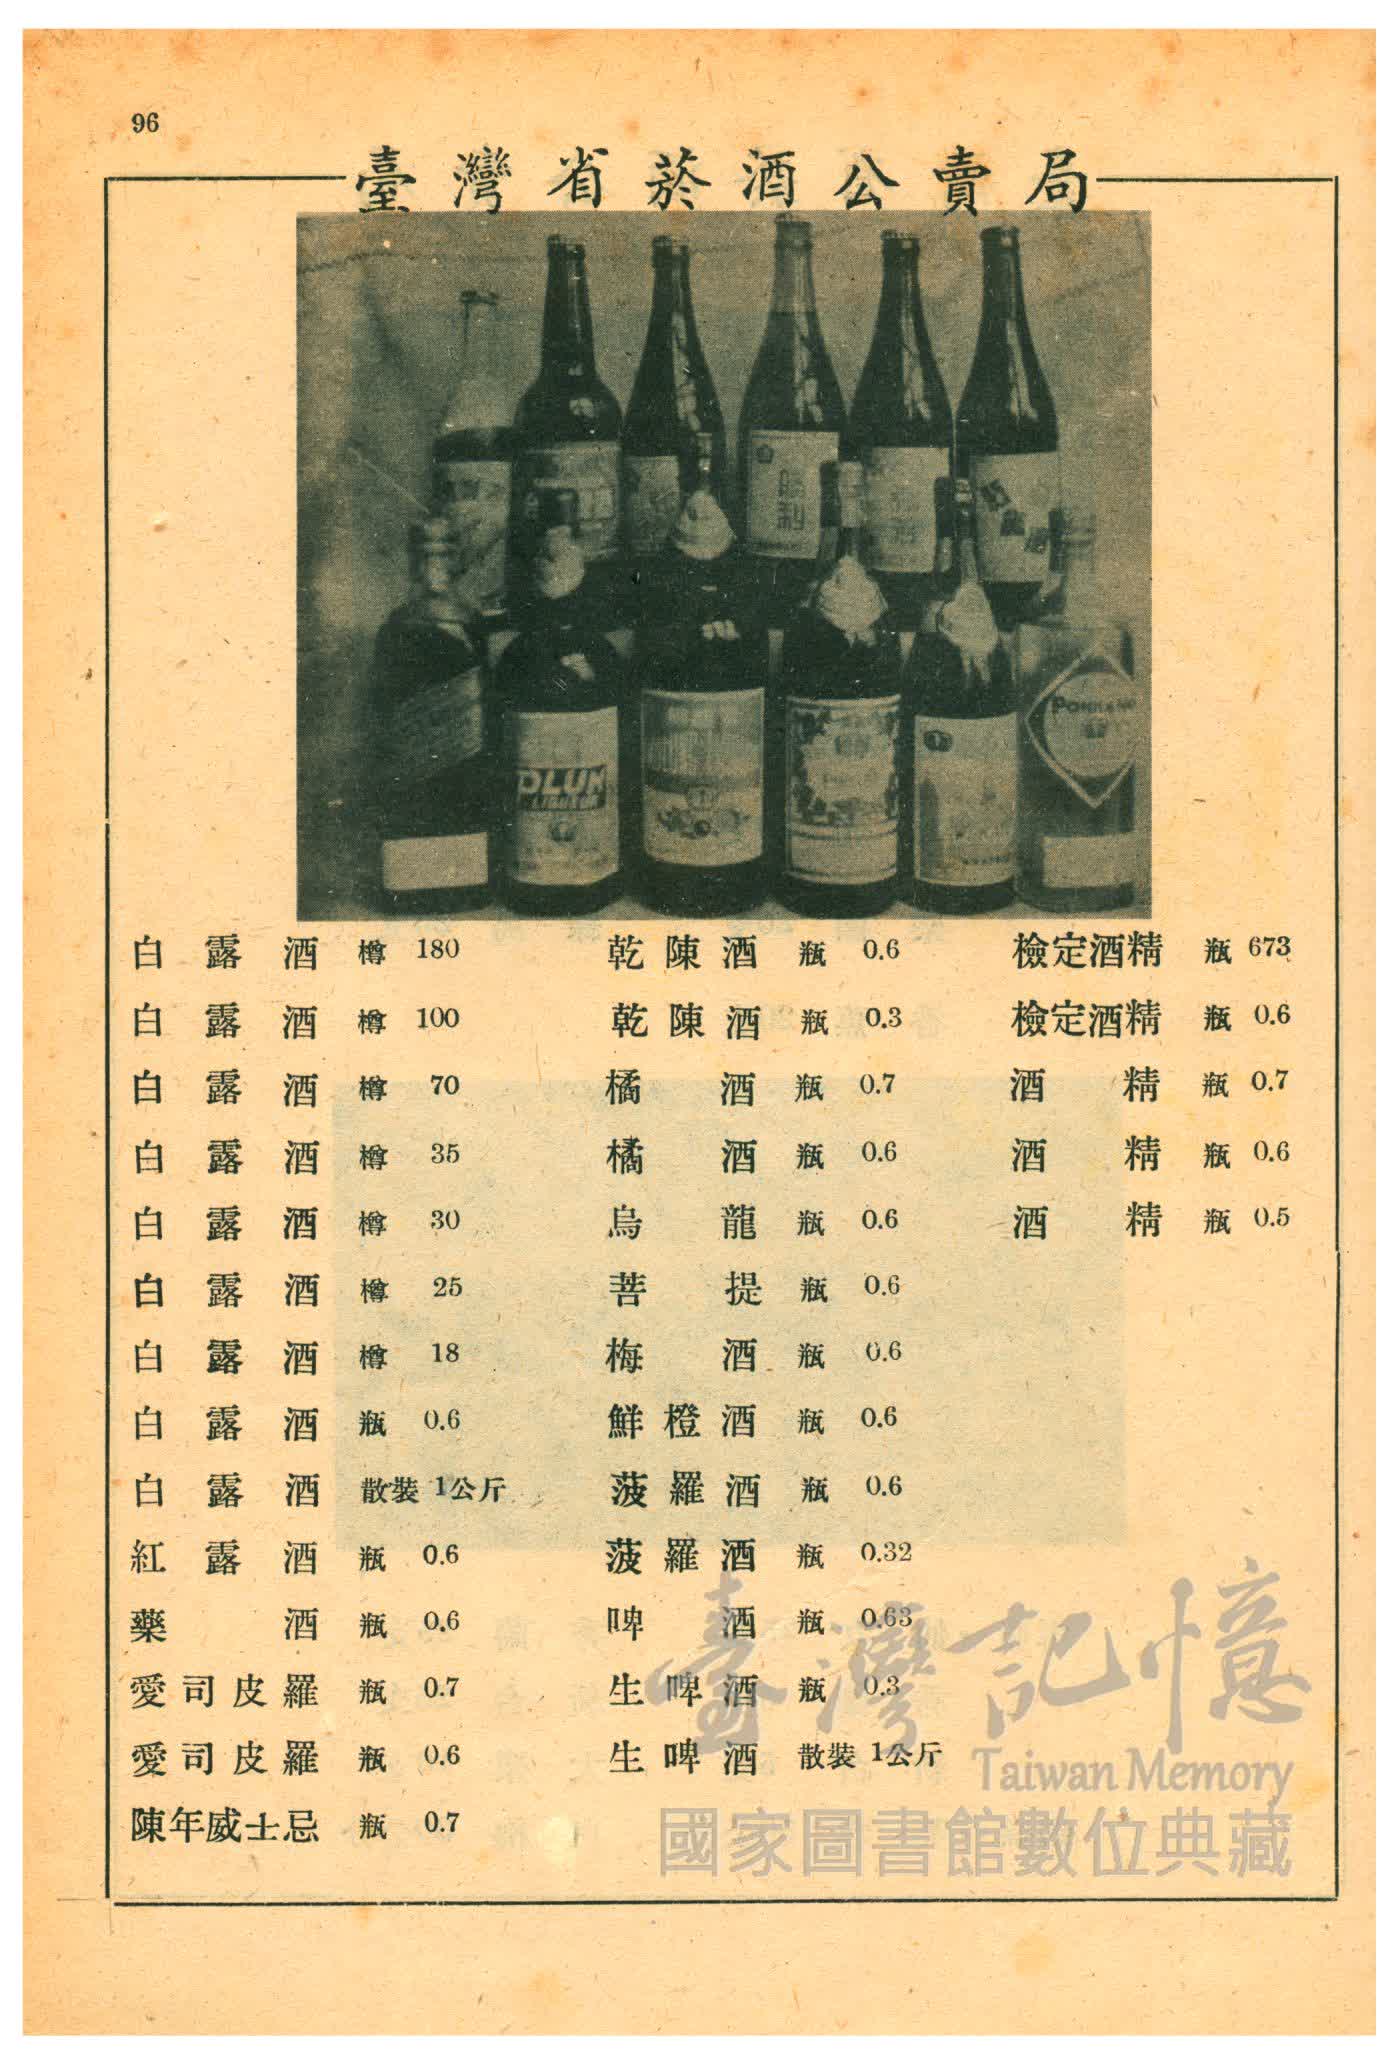 96
臺灣省菸酒公賣局
勝利
PLUM
LIQUEUR
白露酒 樽 180
白露酒 樽 100
白露酒 樽 70
白露酒 樽 35
白露酒 樽 30
白露酒 樽 25
白露酒 樽 18
白露酒 瓶 0.6
白露酒 散裝 1公斤
紅露酒 瓶 0.6
藥酒 瓶 0.6
愛司皮羅 瓶 0.7
愛司皮羅 瓶 0.6
陳年威士忌 瓶 0.7
乾陳酒 瓶 0.6
乾陳酒 瓶 0.3
橘酒 瓶 0.7
橘酒 瓶 0.6
烏龍 瓶 0.6
菩提 瓶 0.6
梅酒 瓶 0.6
鮮橙酒 瓶 0.6
菠羅酒 瓶 0.6
菠羅酒 瓶 0.32
啤酒 瓶 0.63
生啤酒 瓶 0.3
生啤酒 散裝 1公斤
檢定酒精 瓶 673
檢定酒精 瓶 0.6
酒精 瓶 0.7
酒精 瓶 0.6
酒精 瓶 0.5
臺灣記憶
Taiwan Memory
國家圖書館數位典藏